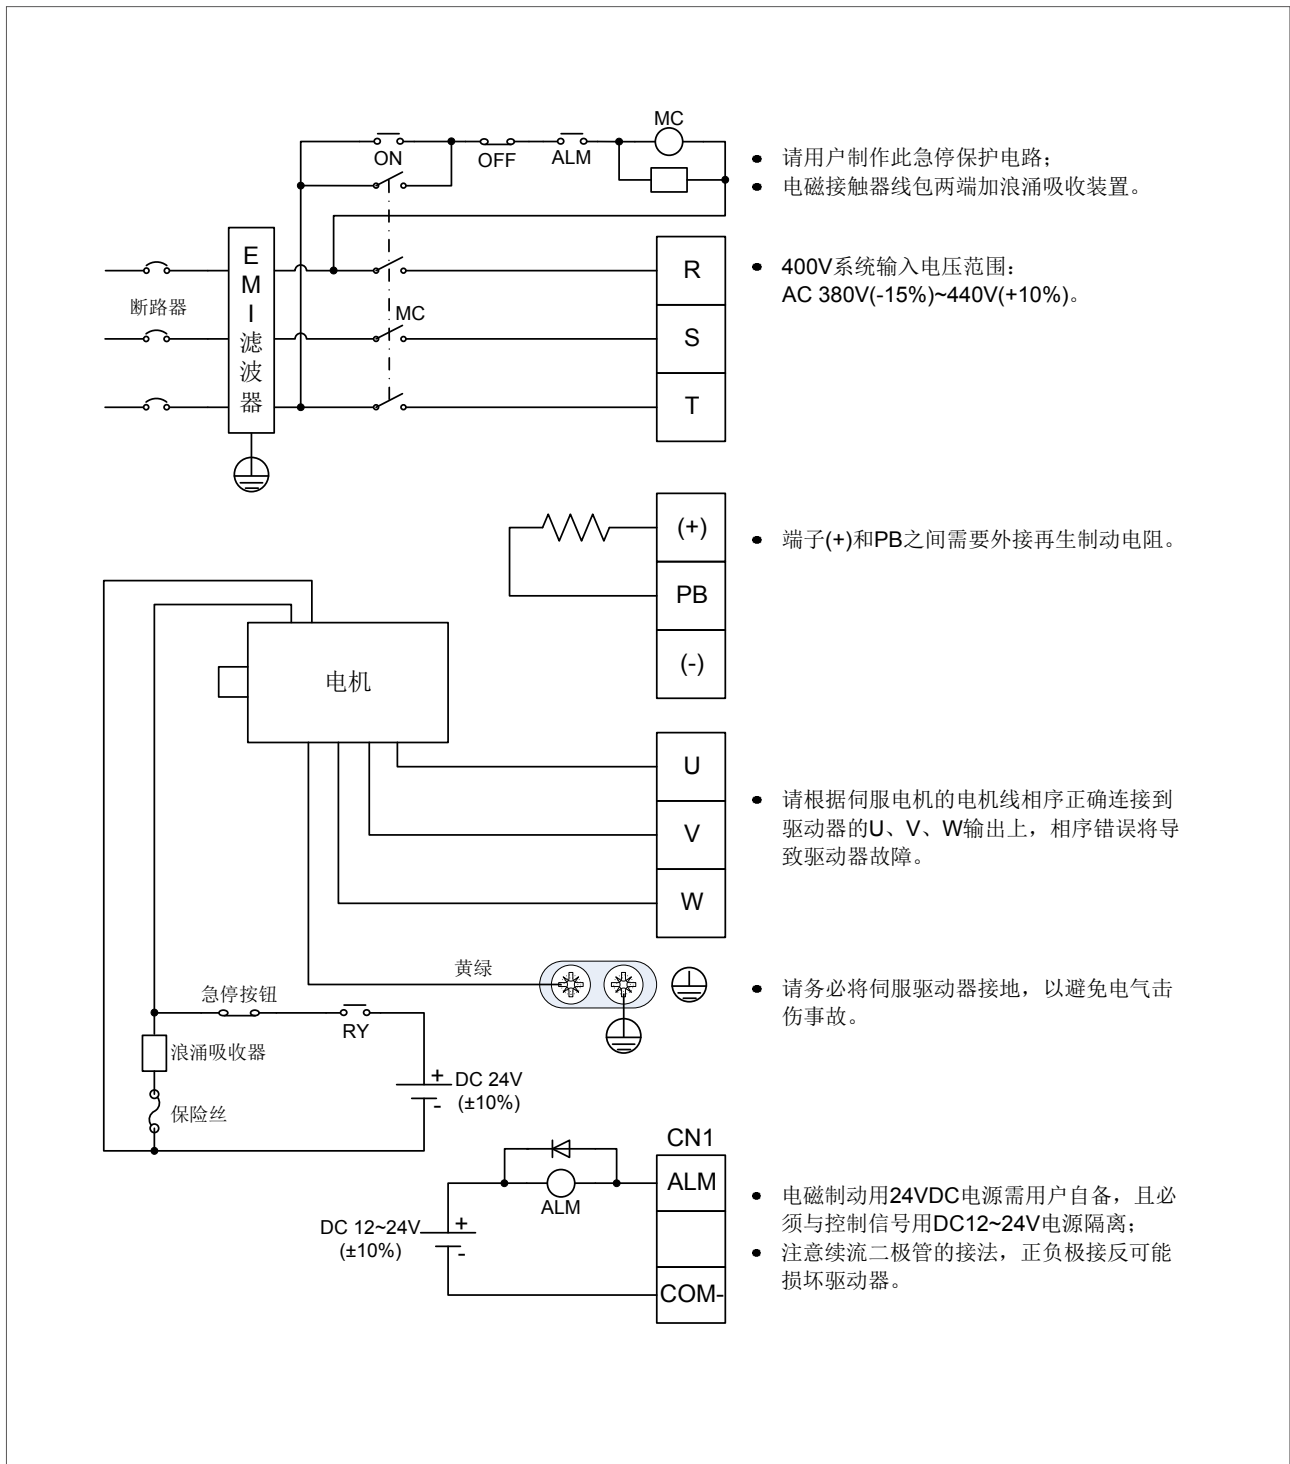 MC
ON
OFF
ALM
请用户制作此急停保护电路；
电磁接触器线包两端加浪涌吸收装置。
断路器
EMI滤波器
MC
R
S
T
400V系统输入电压范围：
AC 380V(-15%)~440V(+10%)。
(+)
PB
(-)
端子(+)和PB之间需要外接再生制动电阻。
电机
U
V
W
请根据伺服电机的电机线相序正确连接到
驱动器的U、V、W输出上，相序错误将导
致驱动器故障。
黄绿
请务必将伺服驱动器接地，以避免电气击
伤事故。
急停按钮
RY
浪涌吸收器
保险丝
+
DC 24V
-
(±10%)
CN1
ALM
COM-
ALM
DC 12~24V
+
(±10%)
-
电磁制动用24VDC电源需用户自备，且必
须与控制信号用DC12~24V电源隔离；
注意续流二极管的接法，正负极接反可能
损坏驱动器。